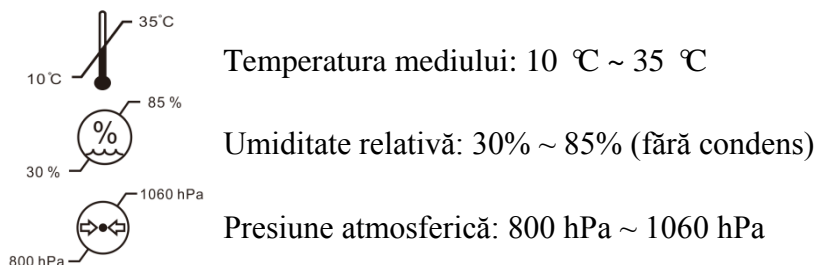 35℃
10℃
Temperatura mediului: 10 ℃ ~ 35 ℃
85 %
%
30 %
Umiditate relativă: 30% ~ 85% (fără condens)
1060 hPa
800 hPa
Presiune atmosferică: 800 hPa ~ 1060 hPa